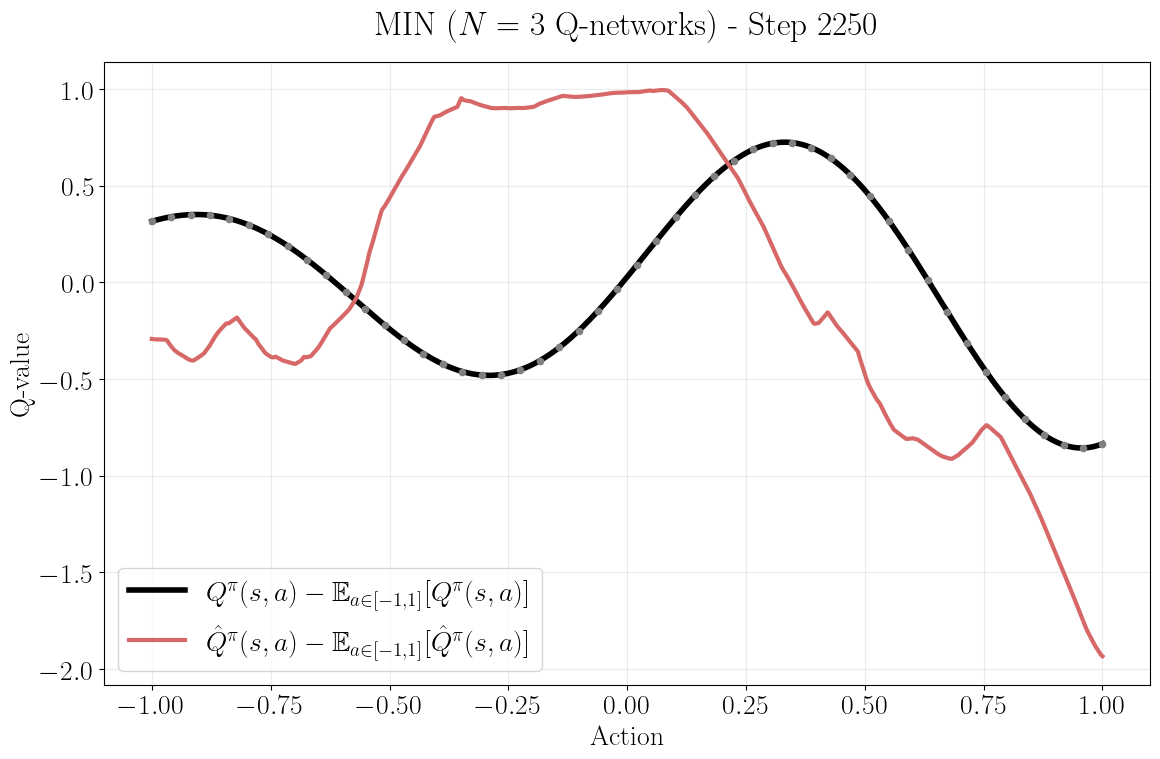 MIN (N = 3 Q-networks) - Step 2250
Q-value
1.0
0.5
0.0
−0.5
−1.0
−1.5
−2.0
Q^π(s, a) − 𝔼_{a∈[−1,1]}[Q^π(s, a)]
Q̂^π(s, a) − 𝔼_{a∈[−1,1]}[Q̂^π(s, a)]
−1.00 −0.75 −0.50 −0.25 0.00 0.25 0.50 0.75 1.00
Action